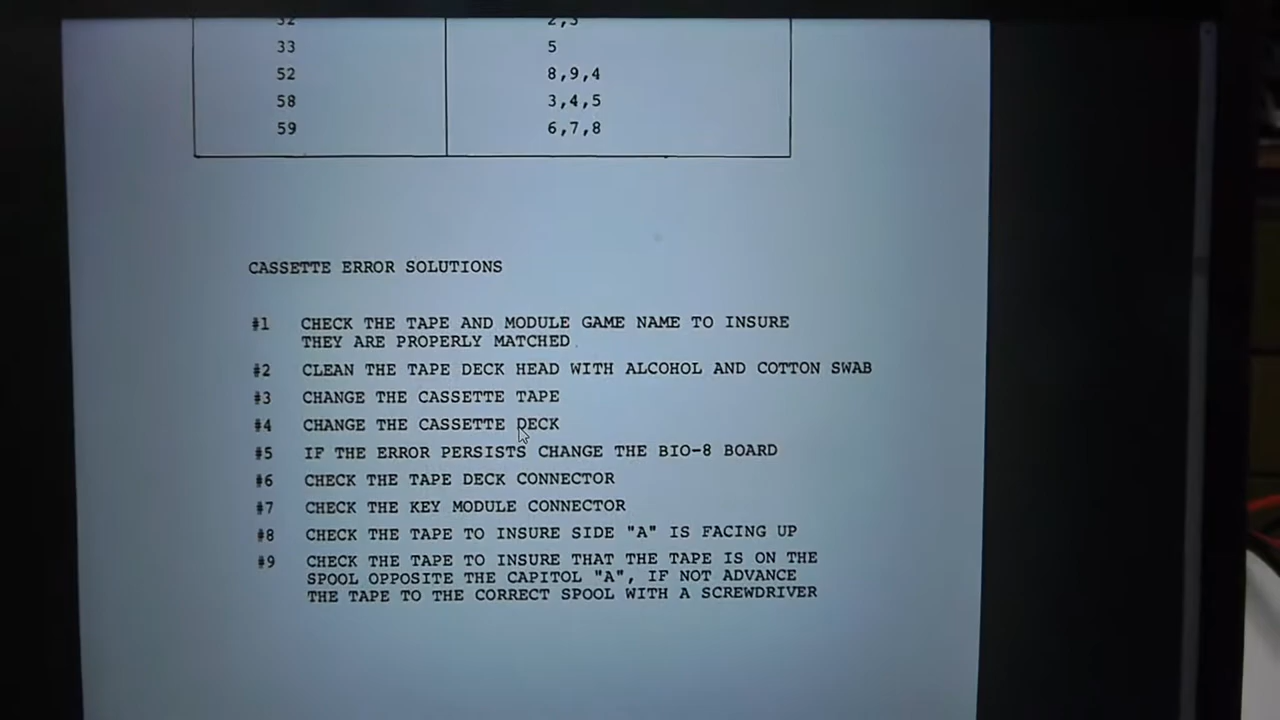 32 2,3
33 5
52 8,9,4
58 3,4,5
59 6,7,8
CASSETTE ERROR SOLUTIONS
#1 CHECK THE TAPE AND MODULE GAME NAME TO INSURE
THEY ARE PROPERLY MATCHED
#2 CLEAN THE TAPE DECK HEAD WITH ALCOHOL AND COTTON SWAB
#3 CHANGE THE CASSETTE TAPE
#4 CHANGE THE CASSETTE DECK
#5 IF THE ERROR PERSISTS CHANGE THE BIO-8 BOARD
#6 CHECK THE TAPE DECK CONNECTOR
#7 CHECK THE KEY MODULE CONNECTOR
#8 CHECK THE TAPE TO INSURE SIDE "A" IS FACING UP
#9 CHECK THE TAPE TO INSURE THAT THE TAPE IS ON THE
SPOOL OPPOSITE THE CAPITOL "A", IF NOT ADVANCE
THE TAPE TO THE CORRECT SPOOL WITH A SCREWDRIVER